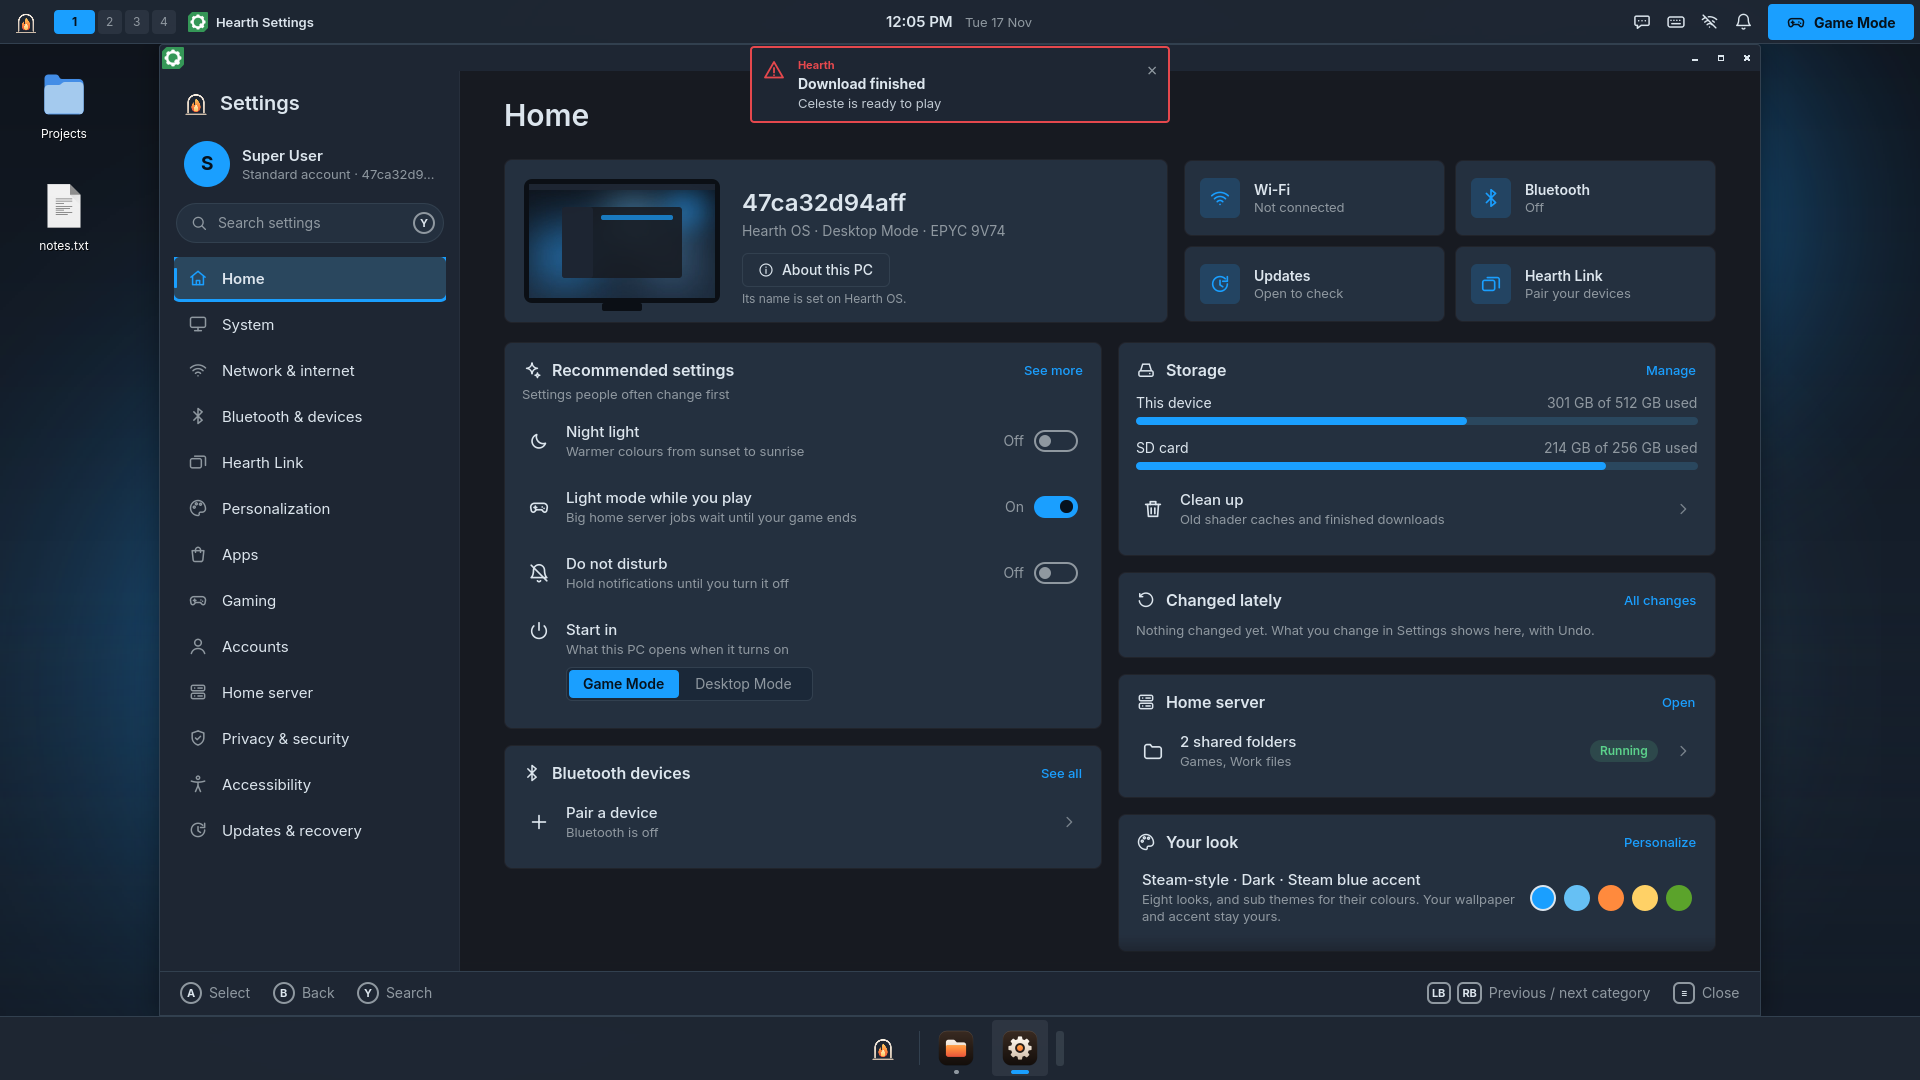 1 2 3 4 Hearth Settings
12:05 PM Tue 17 Nov
Game Mode
Projects
notes.txt
Hearth
Download finished
Celeste is ready to play
Settings
S
Super User
Standard account · 47ca32d9...
Search settings Y
Home
System
Network & internet
Bluetooth & devices
Hearth Link
Personalization
Apps
Gaming
Accounts
Home server
Privacy & security
Accessibility
Updates & recovery
Home
47ca32d94aff
Hearth OS · Desktop Mode · EPYC 9V74
About this PC
Its name is set on Hearth OS.
Wi-Fi
Not connected
Bluetooth
Off
Updates
Open to check
Hearth Link
Pair your devices
Recommended settings See more
Settings people often change first
Night light
Warmer colours from sunset to sunrise
Off
Light mode while you play
Big home server jobs wait until your game ends
On
Do not disturb
Hold notifications until you turn it off
Off
Start in
What this PC opens when it turns on
Game Mode Desktop Mode
Bluetooth devices See all
Pair a device
Bluetooth is off
Storage Manage
This device 301 GB of 512 GB used
SD card 214 GB of 256 GB used
Clean up
Old shader caches and finished downloads
Changed lately All changes
Nothing changed yet. What you change in Settings shows here, with Undo.
Home server Open
2 shared folders
Games, Work files
Running
Your look Personalize
Steam-style · Dark · Steam blue accent
Eight looks, and sub themes for their colours. Your wallpaper
and accent stay yours.
A Select B Back Y Search
LB RB Previous / next category Close